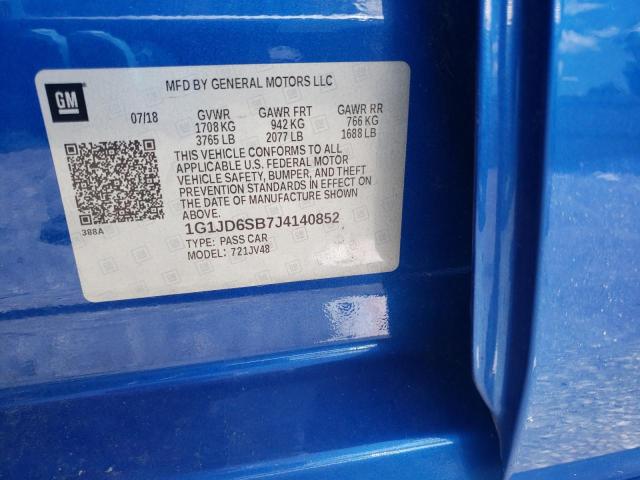 MFD BY GENERAL MOTORS LLC
GM
07/18 GVWR GAWR FRT GAWR RR
1708 KG 942 KG 766 KG
3765 LB 2077 LB 1688 LB
THIS VEHICLE CONFORMS TO ALL
APPLICABLE U.S. FEDERAL MOTOR
VEHICLE SAFETY, BUMPER, AND THEFT
PREVENTION STANDARDS IN EFFECT ON
THE DATE OF MANUFACTURE SHOWN
ABOVE.
388A
1G1JD6SB7J4140852
TYPE: PASS CAR
MODEL: 721JV48